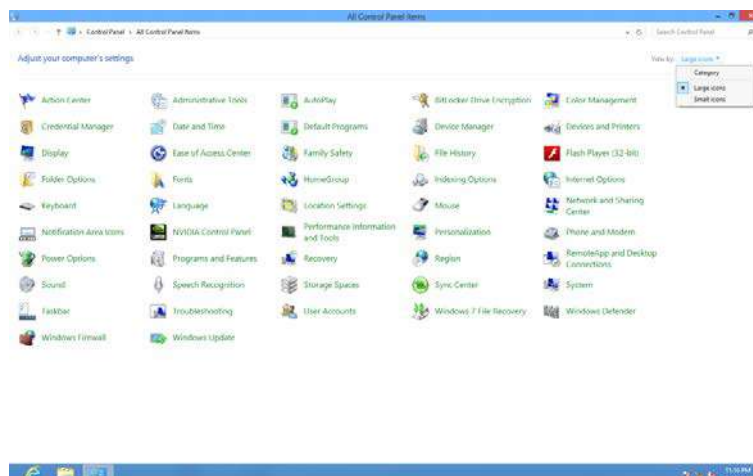 All Control Panel Items
Control Panel › All Control Panel Items
Search Control Panel
Adjust your computer's settings
View by: Large icons
Category
Large icons
Small icons
Action Center
Administrative Tools
AutoPlay
BitLocker Drive Encryption
Color Management
Credential Manager
Date and Time
Default Programs
Device Manager
Devices and Printers
Display
Ease of Access Center
Family Safety
File History
Flash Player (32-bit)
Folder Options
Fonts
HomeGroup
Indexing Options
Internet Options
Keyboard
Language
Location Settings
Mouse
Network and Sharing
Center
Notification Area Icons
NVIDIA Control Panel
Performance Information
and Tools
Personalization
Phone and Modem
Power Options
Programs and Features
Recovery
Region
RemoteApp and Desktop
Connections
Sound
Speech Recognition
Storage Spaces
Sync Center
System
Taskbar
Troubleshooting
User Accounts
Windows 7 File Recovery
Windows Defender
Windows Firewall
Windows Update